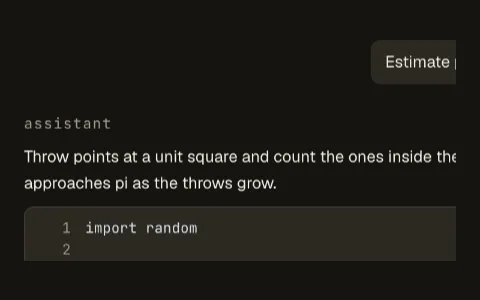 Estimate
assistant
Throw points at a unit square and count the ones inside the
approaches pi as the throws grow.
1 import random
2